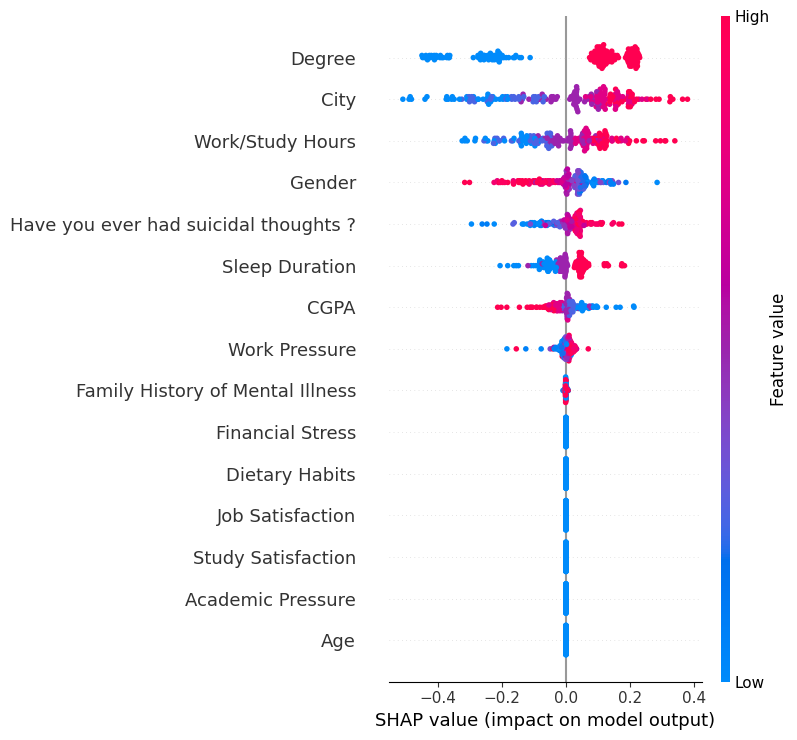 High
Degree
City
Work/Study Hours
Gender
Have you ever had suicidal thoughts ?
Sleep Duration
CGPA
Work Pressure
Family History of Mental Illness
Financial Stress
Dietary Habits
Job Satisfaction
Study Satisfaction
Academic Pressure
Age
Feature value
Low
−0.4 −0.2 0.0 0.2 0.4
SHAP value (impact on model output)